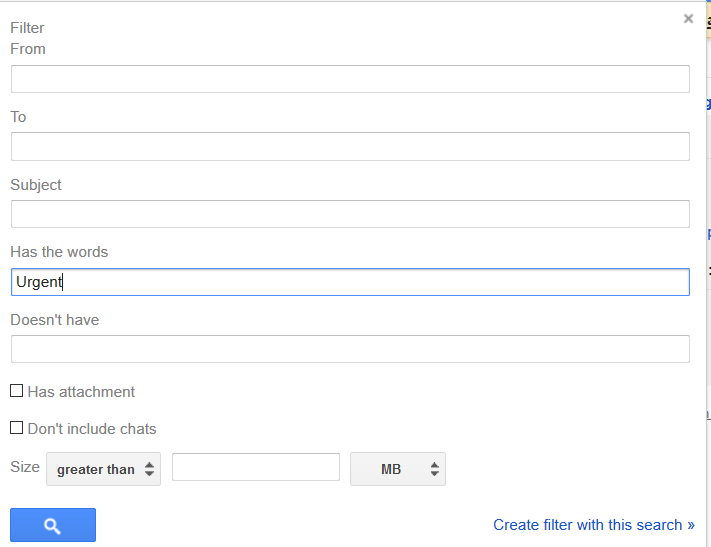 Filter
From
To
Subject
Has the words
Urgent
Doesn't have
Has attachment
Don't include chats
Size greater than MB
Create filter with this search »